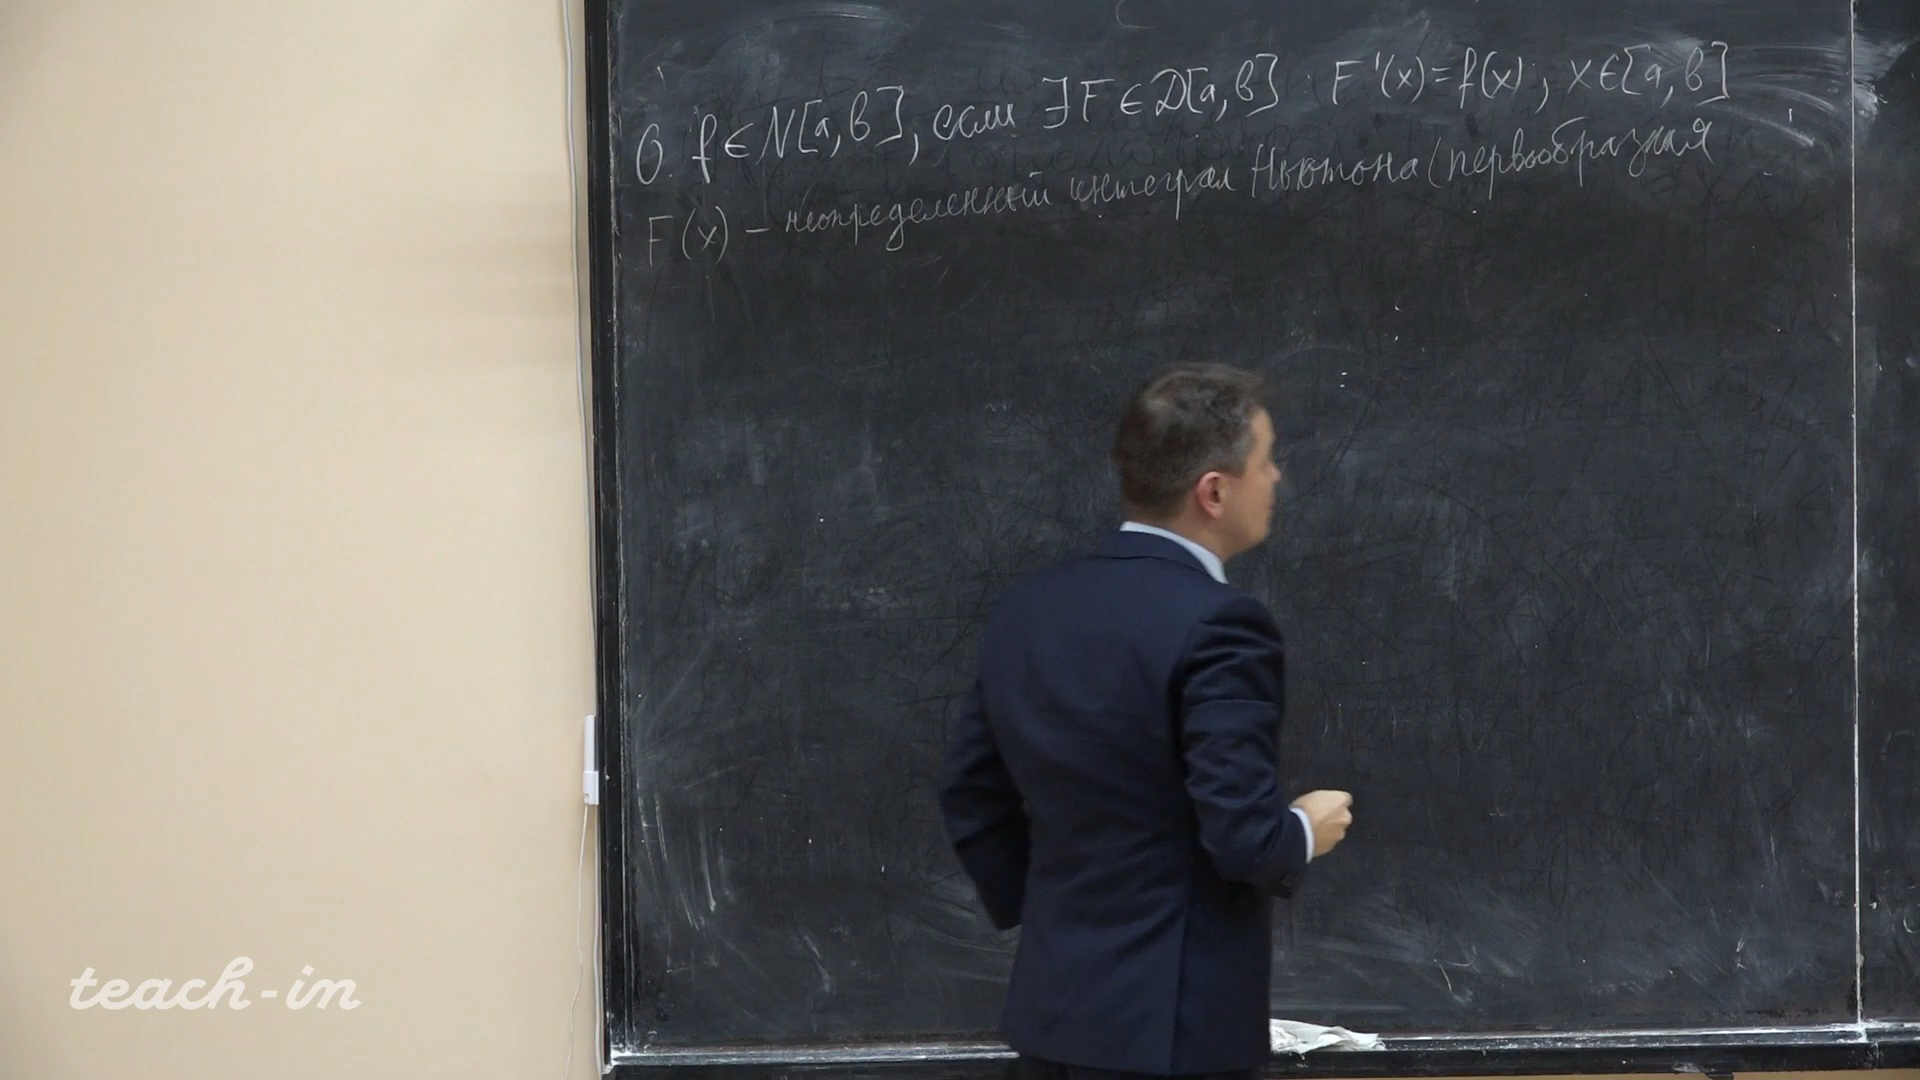 О. f ∈ N[a,b], если ∃ F ∈ D[a,b] : F'(x) = f(x), x ∈ [a,b]
F(x) – неопределенный интеграл Ньютона (первообразная
teach-in